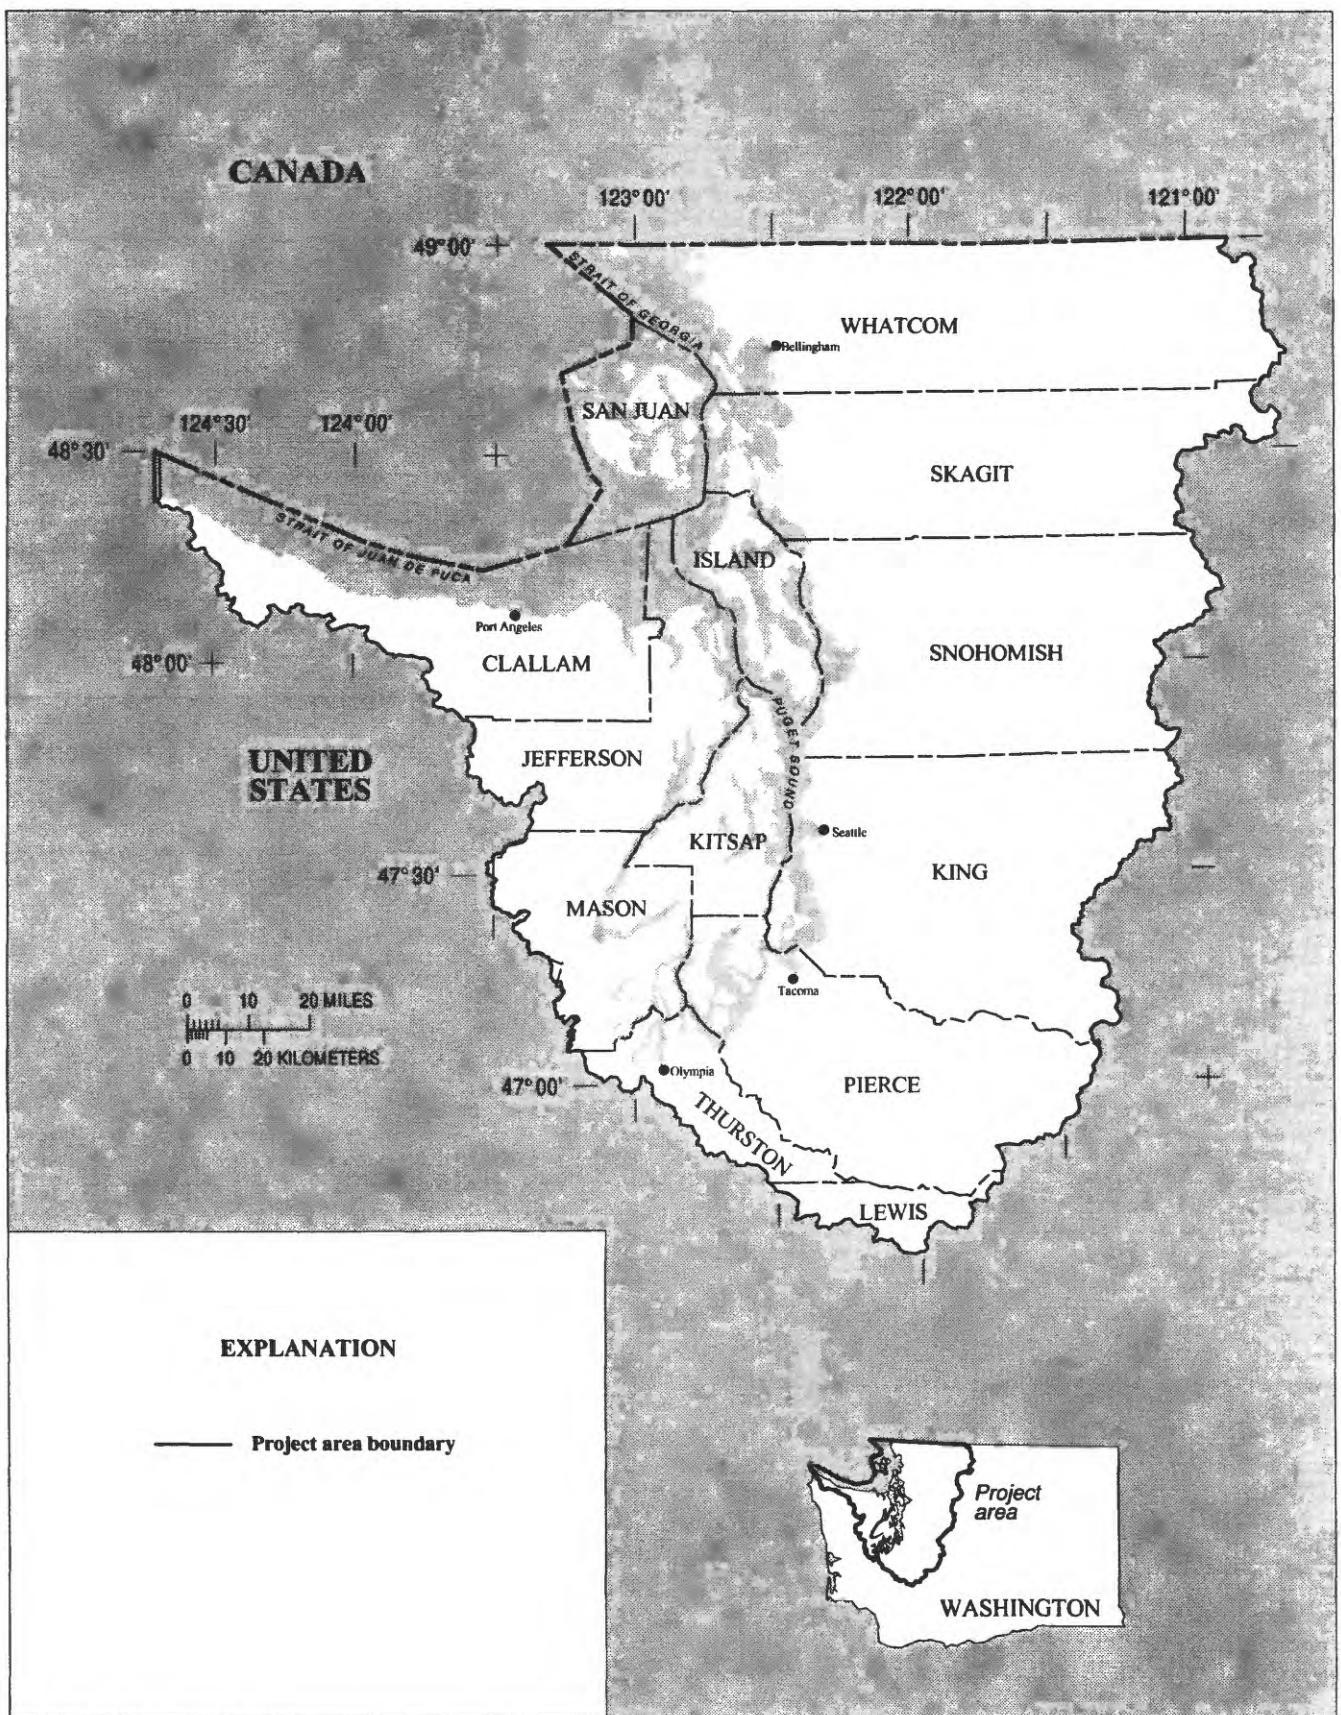 CANADA
123°00'
122°00'
121°00'
49°00'
STRAIT OF GEORGIA
WHATCOM
Bellingham
SAN JUAN
124°30'
124°00'
48°30'
SKAGIT
STRAIT OF JUAN DE FUCA
ISLAND
Port Angeles
CLALLAM
48°00'
SNOHOMISH
PUGET SOUND
JEFFERSON
UNITED
STATES
Seattle
KITSAP
KING
47°30'
MASON
Tacoma
0 10 20 MILES
0 10 20 KILOMETERS
Olympia
47°00'
PIERCE
THURSTON
LEWIS
EXPLANATION
Project area boundary
Project
area
WASHINGTON